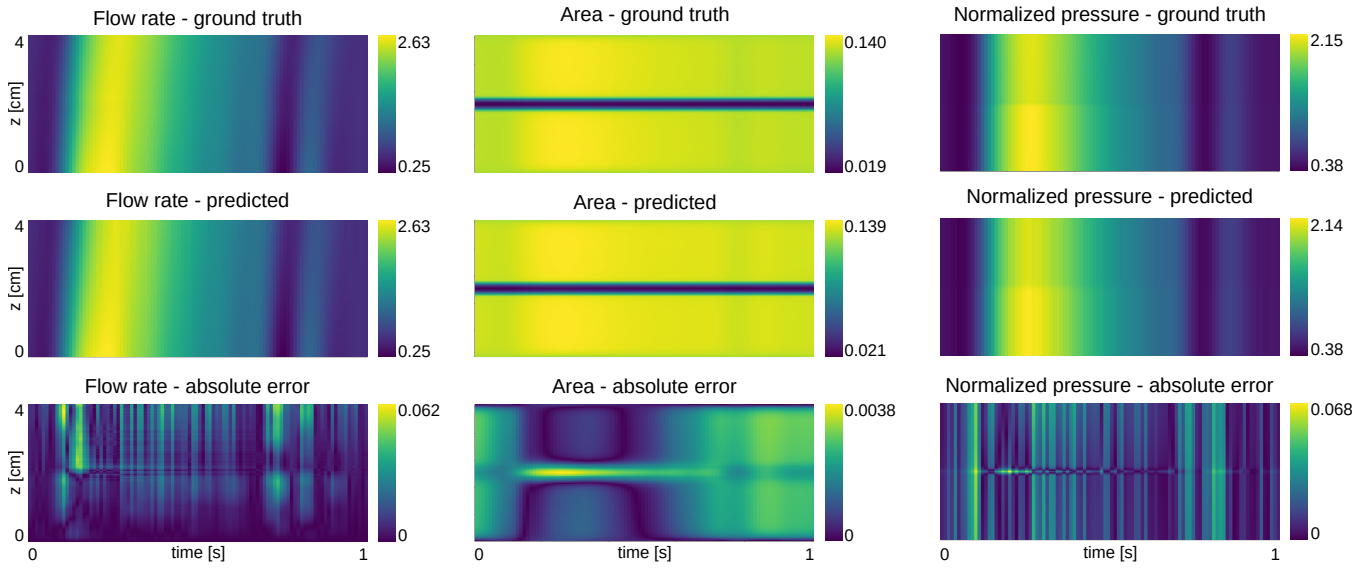 Flow rate - ground truth
4
z [cm]
0
2.63
0.25
Area - ground truth
0.140
0.019
Normalized pressure - ground truth
2.15
0.38
Flow rate - predicted
4
z [cm]
0
2.63
0.25
Area - predicted
0.139
0.021
Normalized pressure - predicted
2.14
0.38
Flow rate - absolute error
4
z [cm]
0
0.062
0
0
time [s]
1
Area - absolute error
0.0038
0
0
time [s]
1
Normalized pressure - absolute error
0.068
0
0
time [s]
1